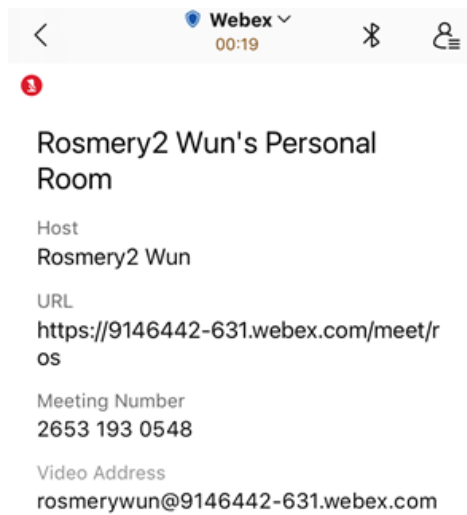 Webex
00:19
Rosmery2 Wun's Personal
Room
Host
Rosmery2 Wun
URL
https://9146442-631.webex.com/meet/r
os
Meeting Number
2653 193 0548
Video Address
rosmerywun@9146442-631.webex.com